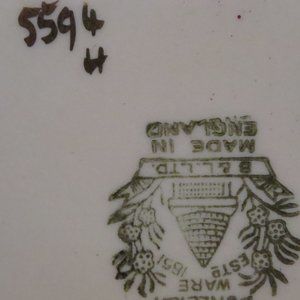 5594
H
MADE IN
ENGLAND
B & L LTD.
WARE
ESTD 1851